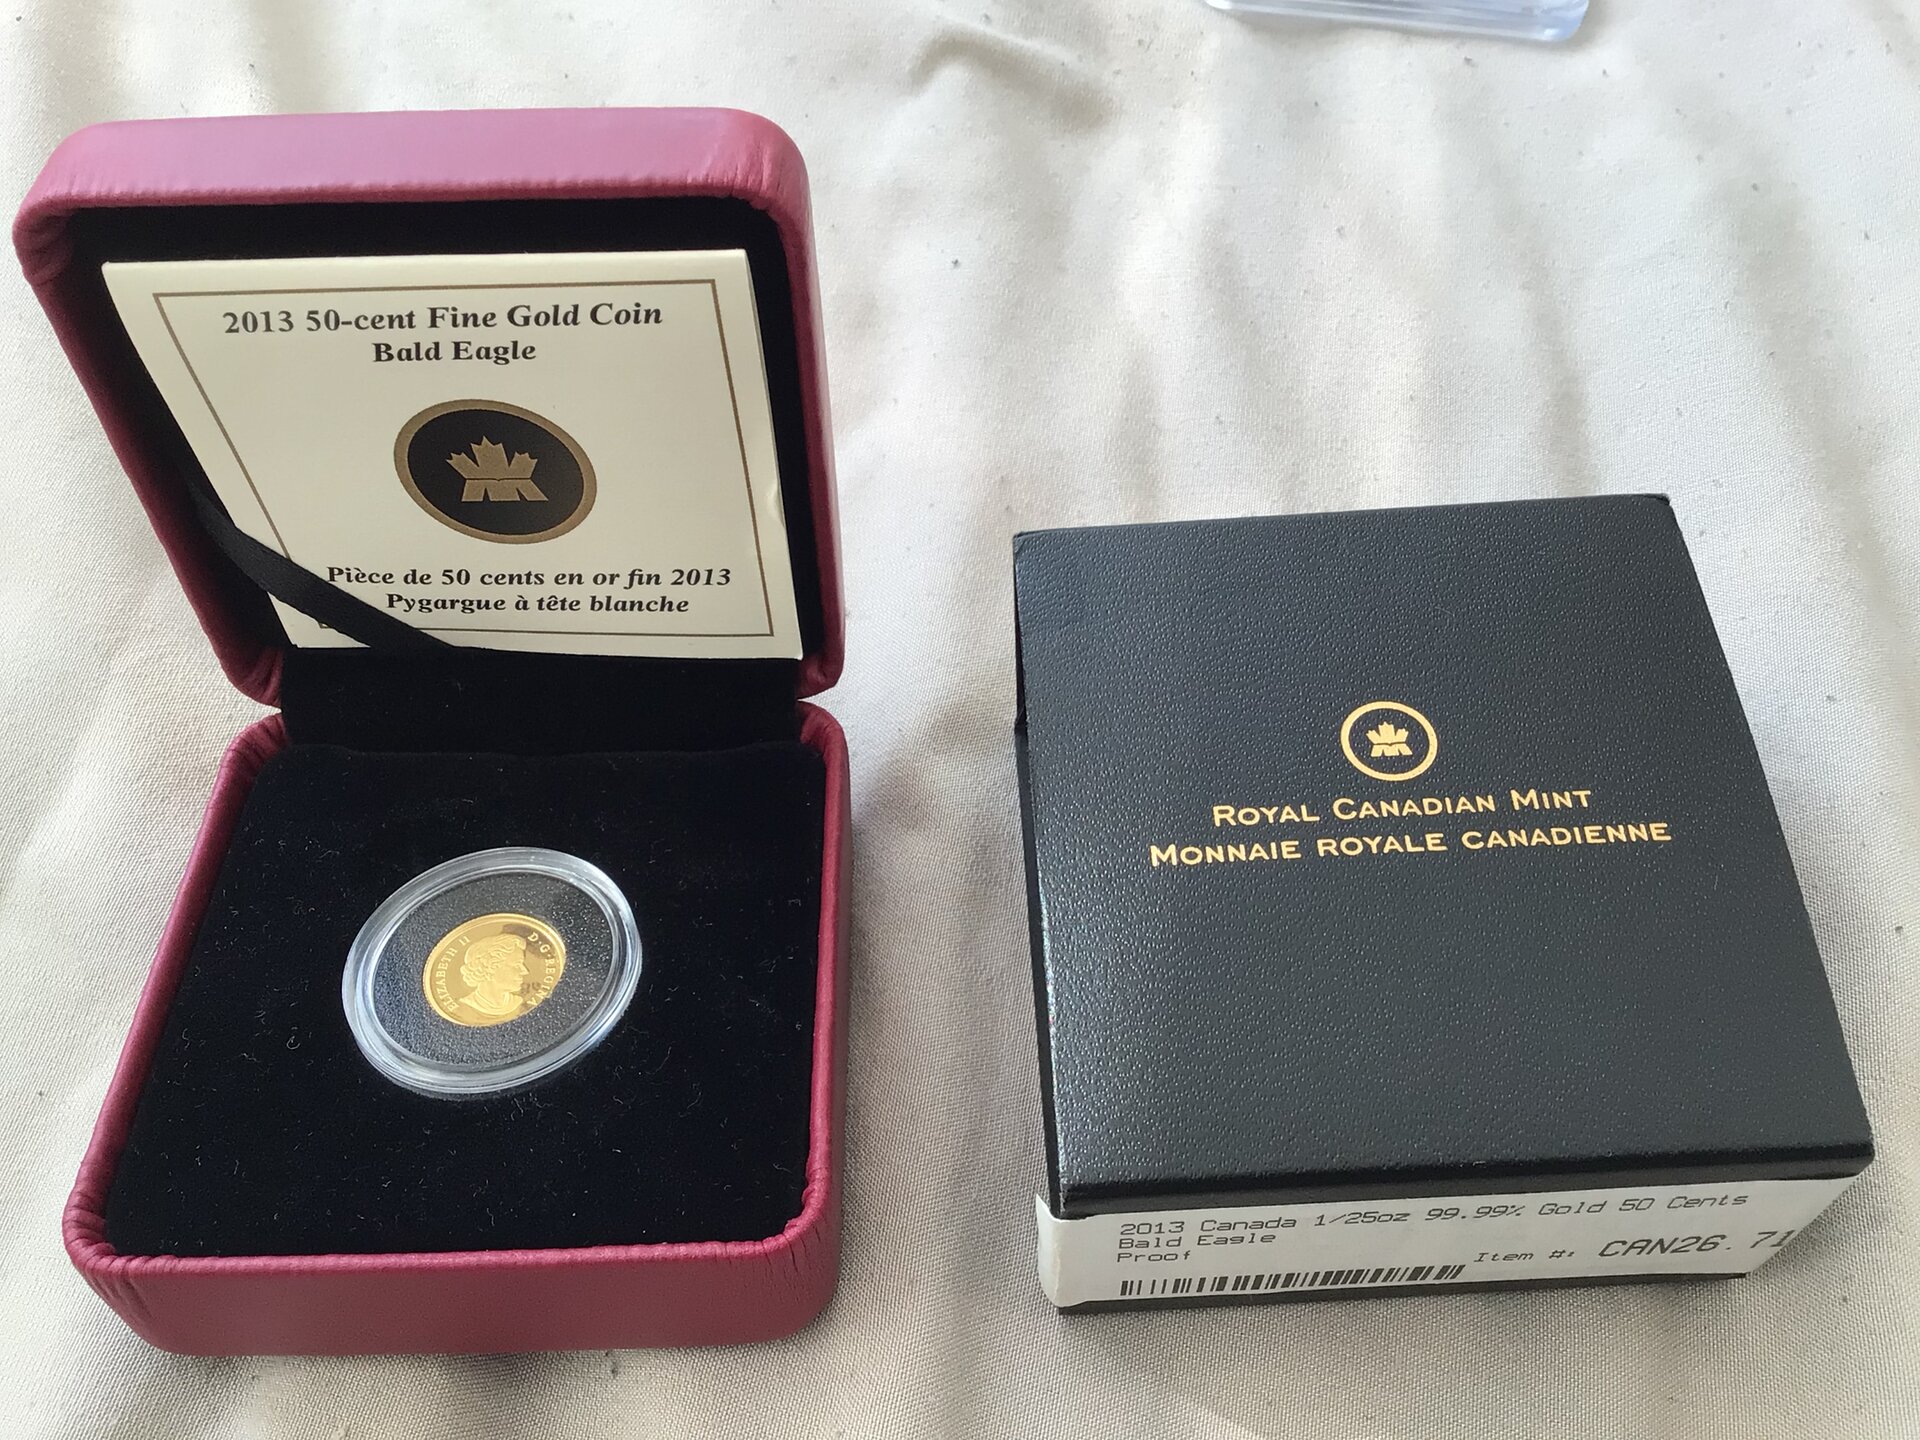 2013 50-cent Fine Gold Coin
Bald Eagle
Pièce de 50 cents en or fin 2013
Pygargue à tête blanche
ELIZABETH II D·G·REGINA
ROYAL CANADIAN MINT
MONNAIE ROYALE CANADIENNE
2013 Canada 1/25oz 99.99% Gold 50 Cents
Bald Eagle
Proof
Item #: CAN26.71